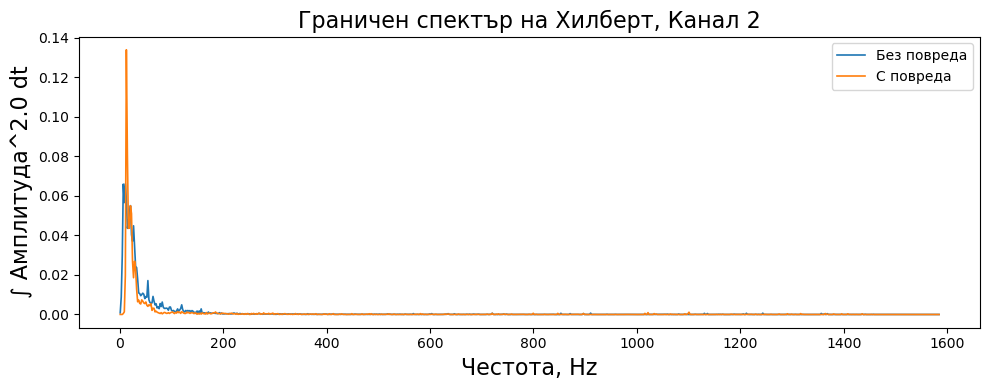 Граничен спектър на Хилберт, Канал 2
∫ Амплитуда^2.0 dt
0.14
0.12
0.10
0.08
0.06
0.04
0.02
0.00
Без повреда
С повреда
0 200 400 600 800 1000 1200 1400 1600
Честота, Hz